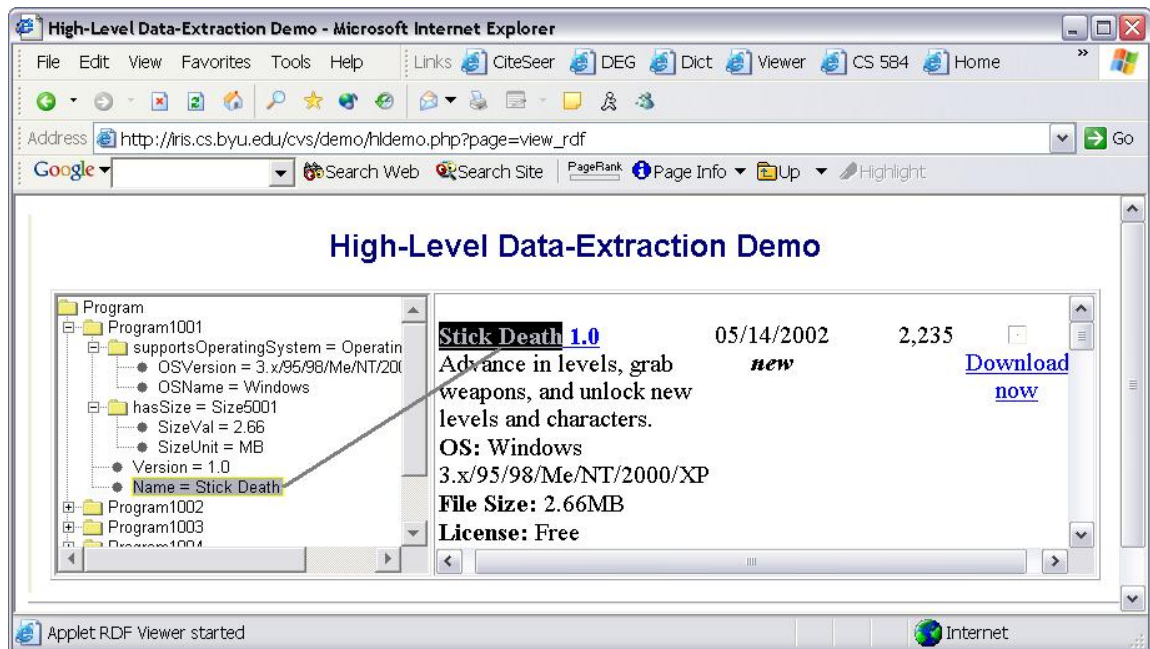 High-Level Data-Extraction Demo - Microsoft Internet Explorer
File Edit View Favorites Tools Help Links CiteSeer DEG Dict Viewer CS 584 Home »
Address http://iris.cs.byu.edu/cvs/demo/hldemo.php?page=view_rdf Go
Google Search Web Search Site PageRank Page Info Up Highlight
High-Level Data-Extraction Demo
Program
Program1001
supportsOperatingSystem = Operatin
OSVersion = 3.x/95/98/Me/NT/200
OSName = Windows
hasSize = Size5001
SizeVal = 2.66
SizeUnit = MB
Version = 1.0
Name = Stick Death
Program1002
Program1003
Program1004
Stick Death 1.0 05/14/2002 2,235
Advance in levels, grab new Download
weapons, and unlock new now
levels and characters.
OS: Windows
3.x/95/98/Me/NT/2000/XP
File Size: 2.66MB
License: Free
Applet RDF Viewer started Internet